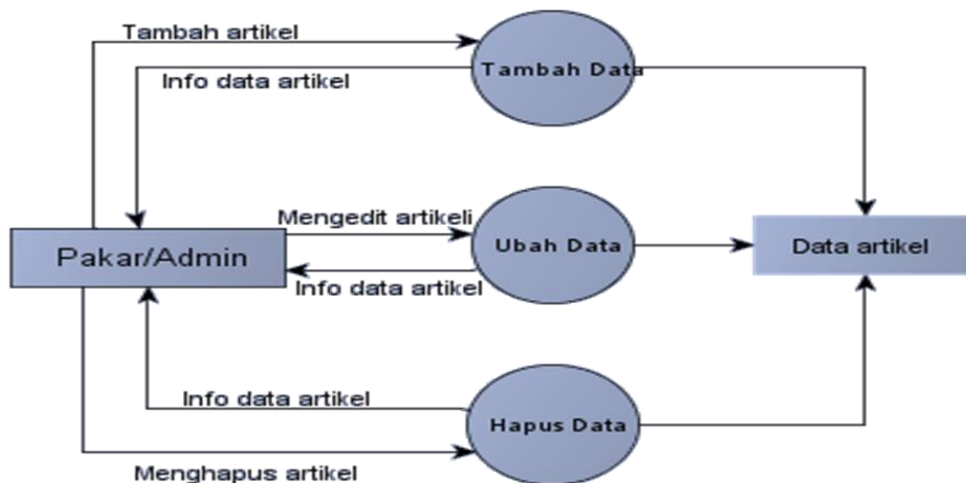 Tambah artikel
Info data artikel
Tambah Data
Mengedit artikeli
Pakar/Admin
Ubah Data
Data artikel
Info data artikel
Info data artikel
Hapus Data
Menghapus artikel